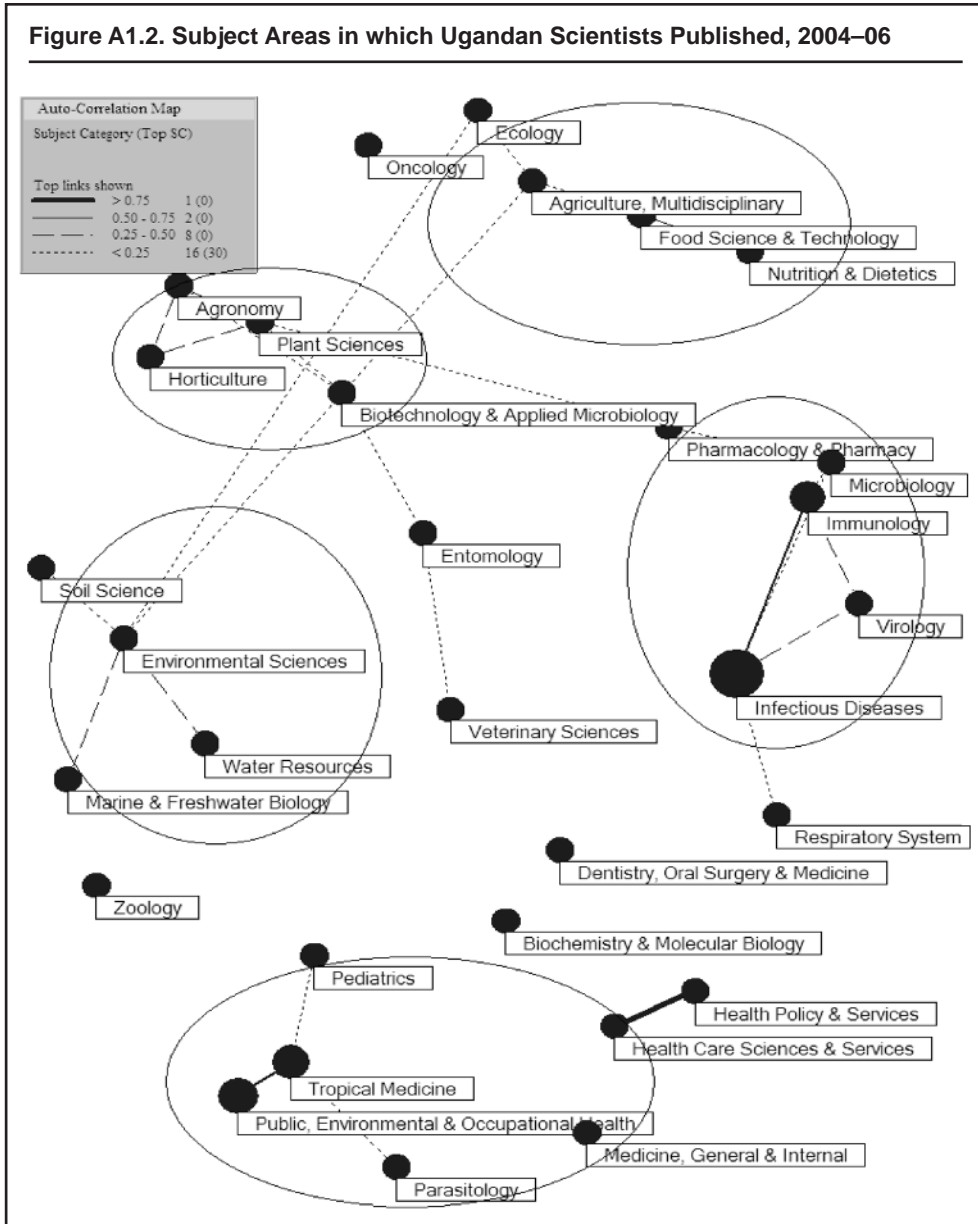 Figure A1.2. Subject Areas in which Ugandan Scientists Published, 2004–06
Auto-Correlation Map
Subject Category (Top SC)
Top links shown
> 0.75 1 (0)
0.50 - 0.75 2 (0)
0.25 - 0.50 8 (0)
< 0.25 16 (30)
Ecology
Oncology
Agriculture, Multidisciplinary
Food Science & Technology
Nutrition & Dietetics
Agronomy
Plant Sciences
Horticulture
Biotechnology & Applied Microbiology
Pharmacology & Pharmacy
Microbiology
Immunology
Entomology
Soil Science
Virology
Environmental Sciences
Infectious Diseases
Veterinary Sciences
Water Resources
Marine & Freshwater Biology
Respiratory System
Dentistry, Oral Surgery & Medicine
Zoology
Biochemistry & Molecular Biology
Pediatrics
Health Policy & Services
Health Care Sciences & Services
Tropical Medicine
Public, Environmental & Occupational Health
Medicine, General & Internal
Parasitology